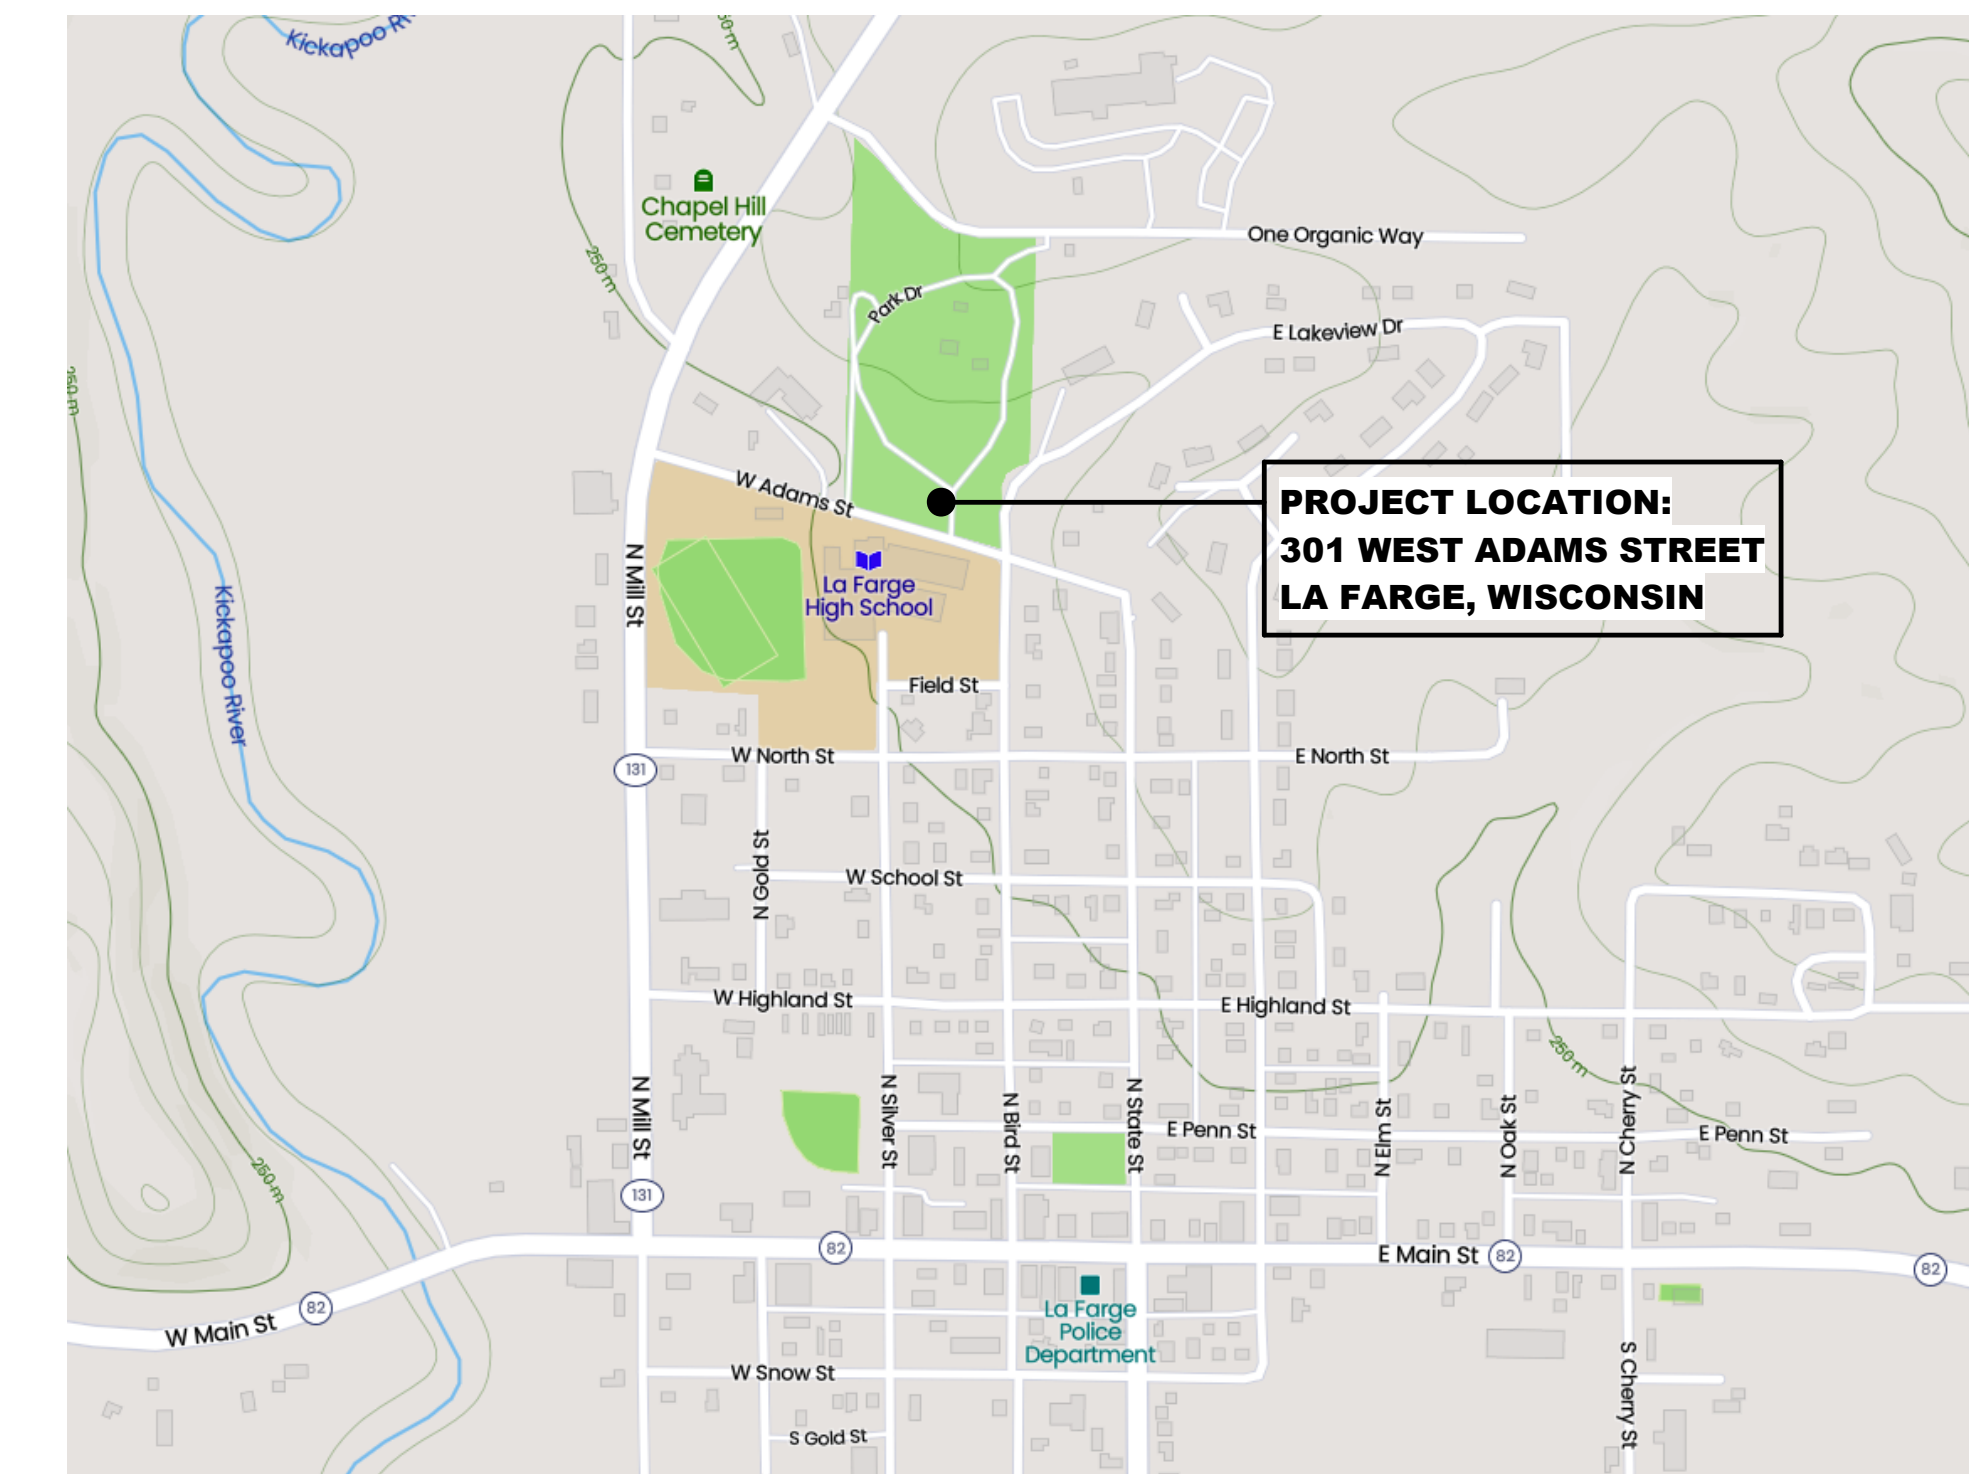 Kickapoo Ri
50 m
Chapel Hill
Cemetery
One Organic Way
250 m
Park Dr
E Lakeview Dr
250 m
W Adams St
PROJECT LOCATION:
301 WEST ADAMS STREET
LA FARGE, WISCONSIN
N Mill St
La Farge
High School
Kickapoo River
Field St
W North St
E North St
131
N Gold St
W School St
W Highland St
E Highland St
250 m
N Mill St
N Silver St
N Bird St
N State St
E Penn St
N Elm St
N Oak St
N Cherry St
E Penn St
250 m
131
82
E Main St
82
82
La Farge
Police
Department
82
W Main St
W Snow St
S Cherry St
S Gold St